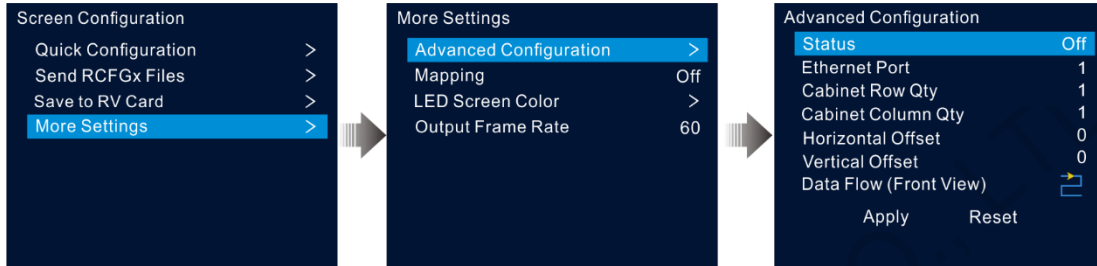 Screen Configuration
Quick Configuration >
Send RCFGx Files >
Save to RV Card >
More Settings >
More Settings
Advanced Configuration >
Mapping Off
LED Screen Color >
Output Frame Rate 60
Advanced Configuration
Status Off
Ethernet Port 1
Cabinet Row Qty 1
Cabinet Column Qty 1
Horizontal Offset 0
Vertical Offset 0
Data Flow (Front View)
Apply Reset